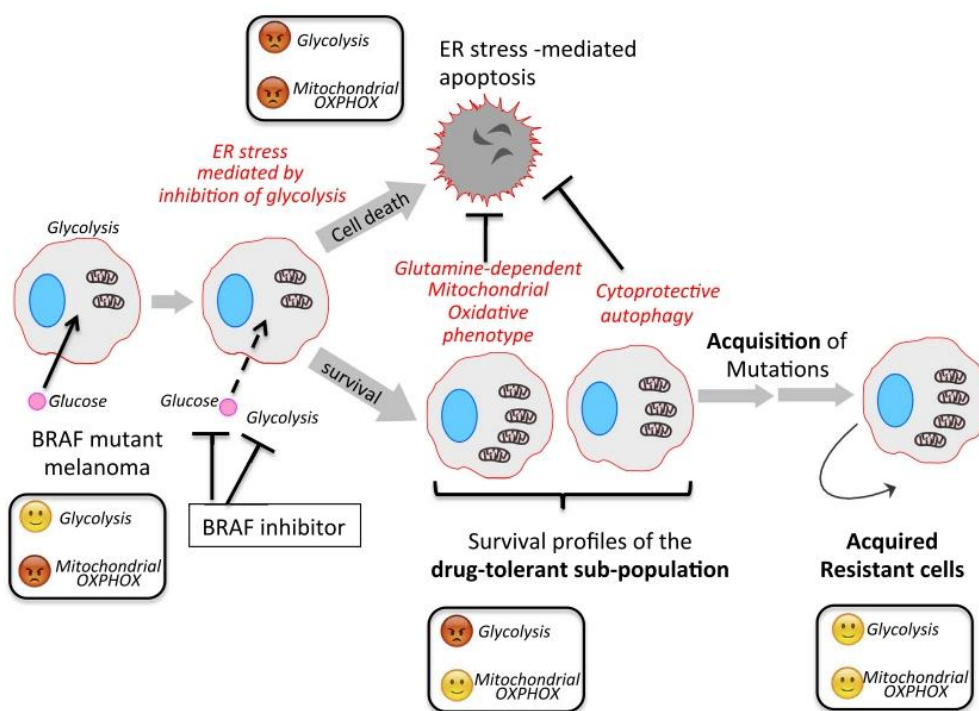 Glycolysis
Mitochondrial
OXPHOX
ER stress -mediated
apoptosis
ER stress
mediated by
inhibition of glycolysis
Cell death
Glycolysis
Glucose
BRAF mutant
melanoma
Glycolysis
Mitochondrial
OXPHOX
Glucose
Glycolysis
BRAF inhibitor
survival
Glutamine-dependent
Mitochondrial
Oxidative
phenotype
Cytoprotective
autophagy
Acquisition of
Mutations
Survival profiles of the
drug-tolerant sub-population
Glycolysis
Mitochondrial
OXPHOX
Acquired
Resistant cells
Glycolysis
Mitochondrial
OXPHOX